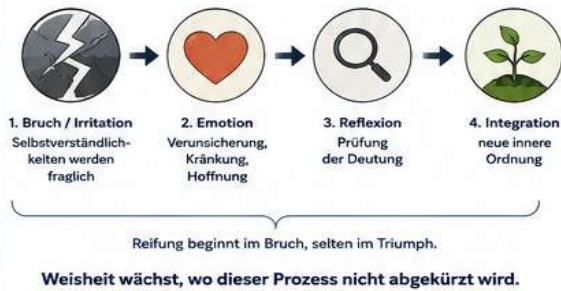 1. Bruch / Irritation
Selbstverständlich-
keiten werden
fraglich
2. Emotion
Verunsicherung,
Kränkung,
Hoffnung
3. Reflexion
Prüfung
der Deutung
4. Integration
neue innere
Ordnung
Reifung beginnt im Bruch, selten im Triumph.
Weisheit wächst, wo dieser Prozess nicht abgekürzt wird.